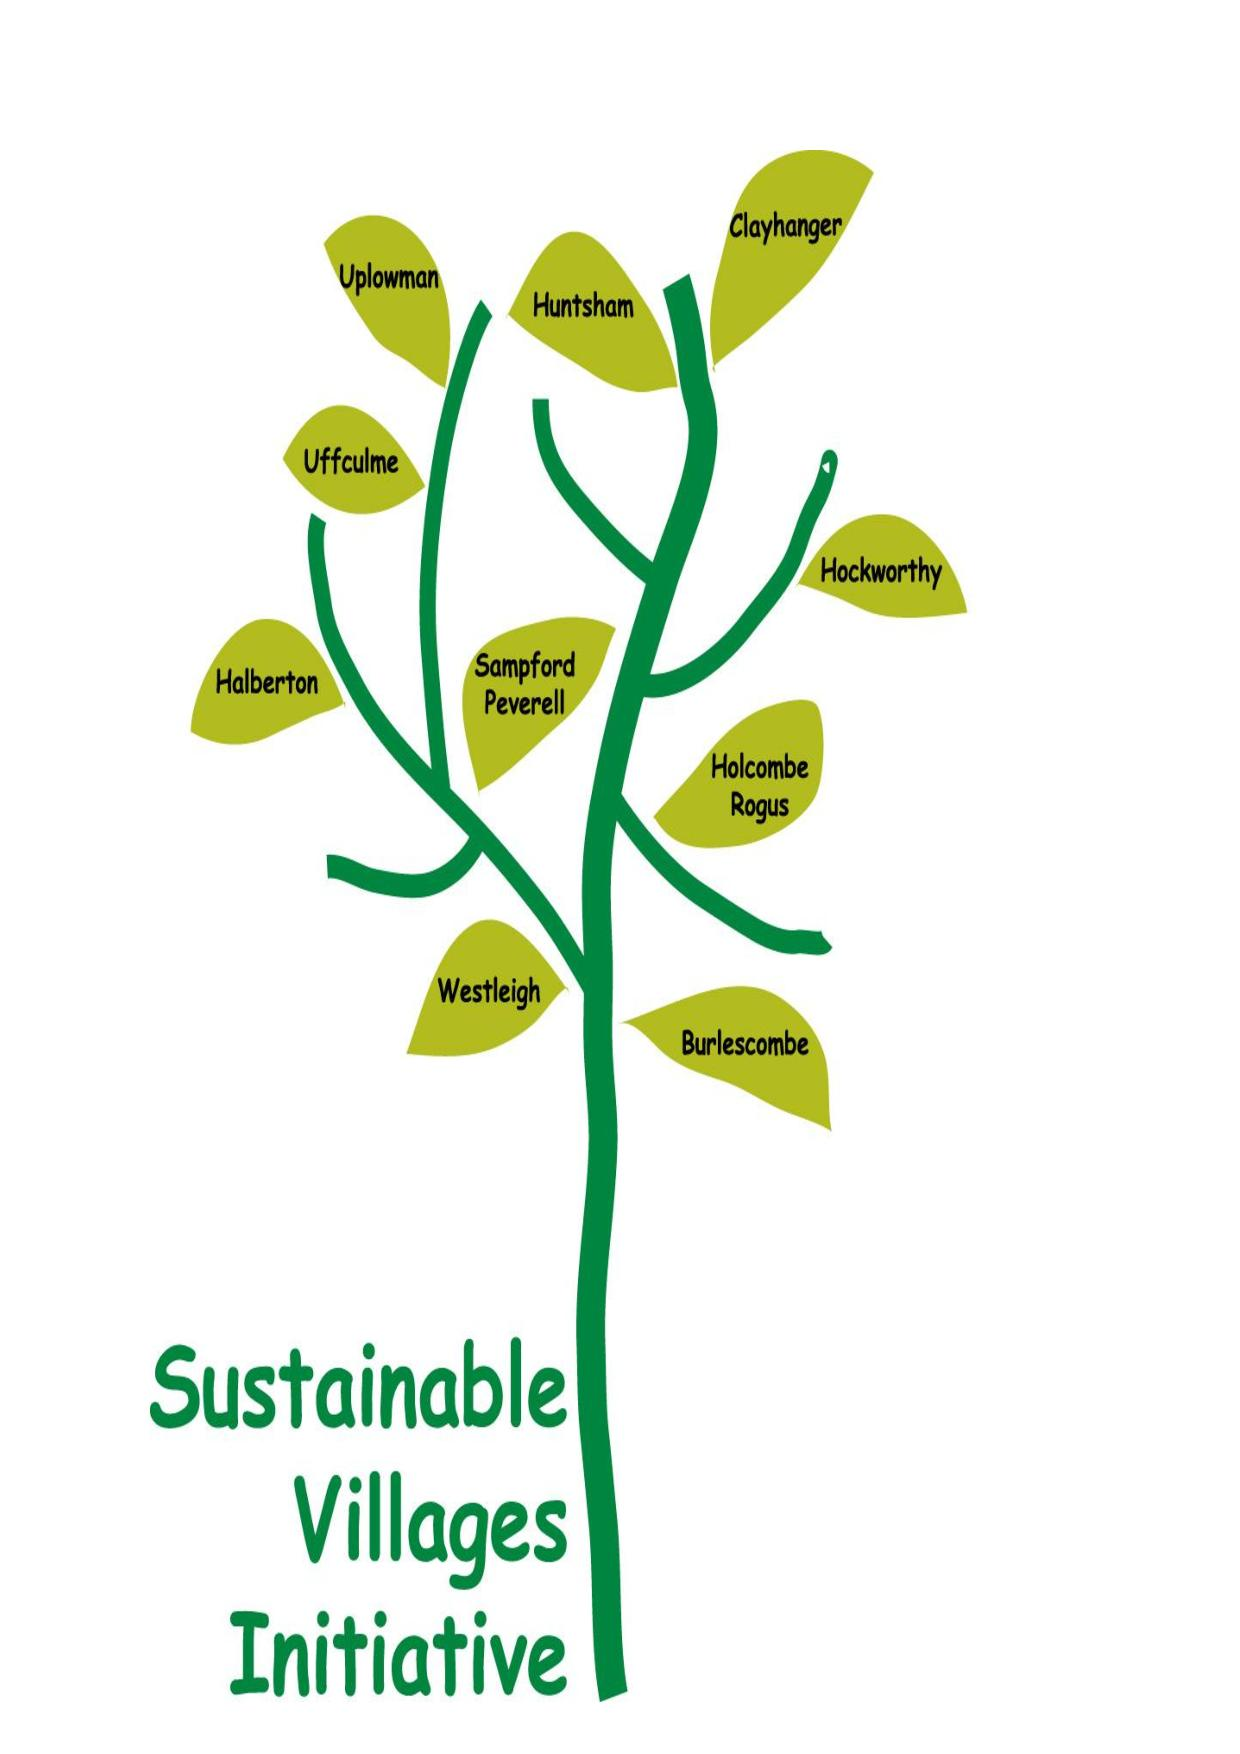 Clayhanger
Uplowman
Huntsham
Uffculme
Hockworthy
Halberton
Sampford
Peverell
Holcombe
Rogus
Westleigh
Burlescombe
Sustainable
Villages
Initiative